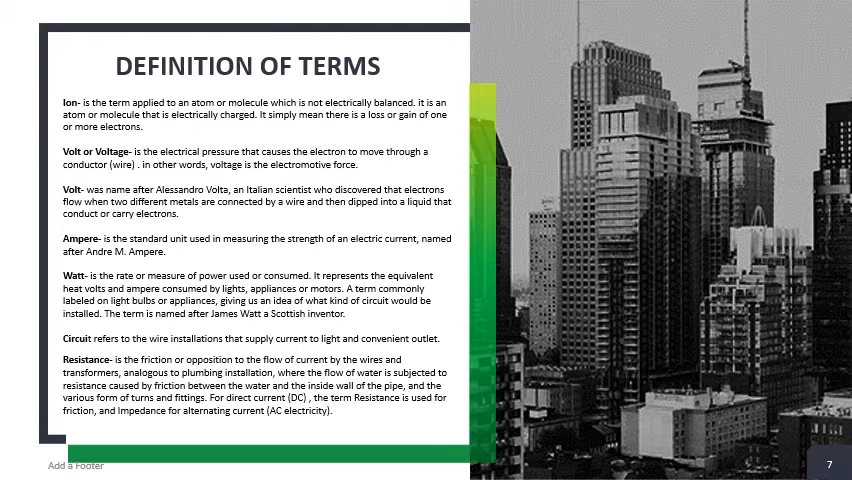 DEFINITION OF TERMS
Ion- is the term applied to an atom or molecule which is not electrically balanced. it is an
atom or molecule that is electrically charged. It simply mean there is a loss or gain of one
or more electrons.
Volt or Voltage- is the electrical pressure that causes the electron to move through a
conductor (wire) . in other words, voltage is the electromotive force.
Volt- was name after Alessandro Volta, an Italian scientist who discovered that electrons
flow when two different metals are connected by a wire and then dipped into a liquid that
conduct or carry electrons.
Ampere- is the standard unit used in measuring the strength of an electric current, named
after Andre M. Ampere.
Watt- is the rate or measure of power used or consumed. It represents the equivalent
heat volts and ampere consumed by lights, appliances or motors. A term commonly
labeled on light bulbs or appliances, giving us an idea of what kind of circuit would be
installed. The term is named after James Watt a Scottish inventor.
Circuit refers to the wire installations that supply current to light and convenient outlet.
Resistance- is the friction or opposition to the flow of current by the wires and
transformers, analogous to plumbing installation, where the flow of water is subjected to
resistance caused by friction between the water and the inside wall of the pipe, and the
various form of turns and fittings. For direct current (DC) , the term Resistance is used for
friction, and Impedance for alternating current (AC electricity).
Add a Footer
7